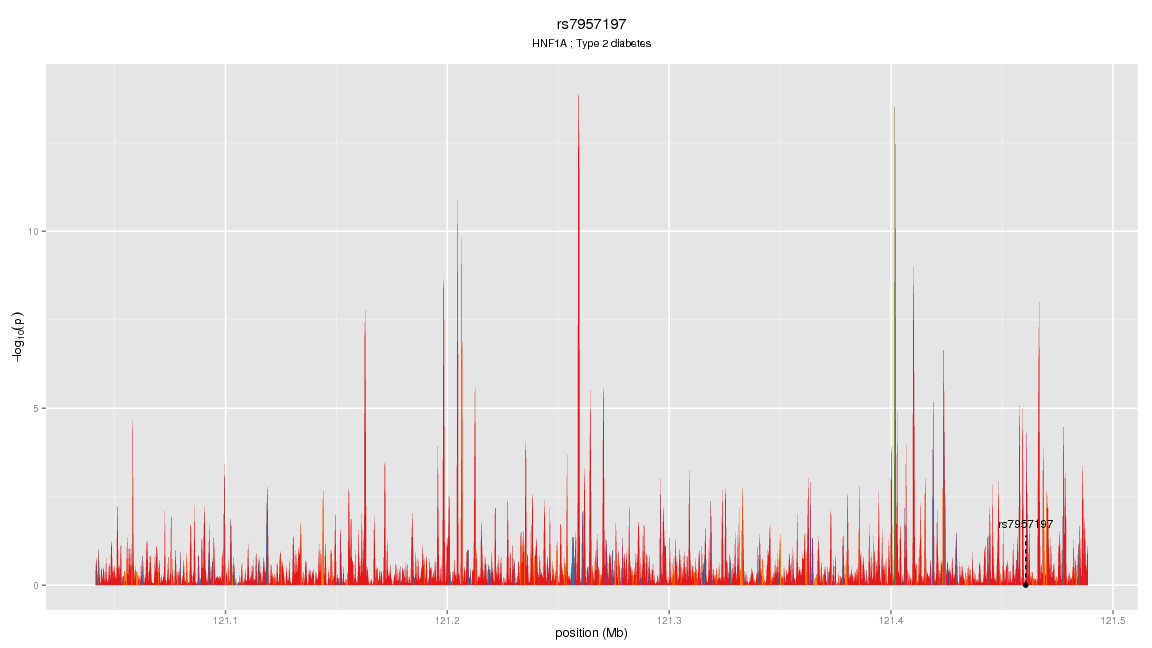 rs7957197
HNF1A ; Type 2 diabetes
−log10(p)
10
5
0
rs7957197
121.1
121.2
121.3
121.4
121.5
position (Mb)